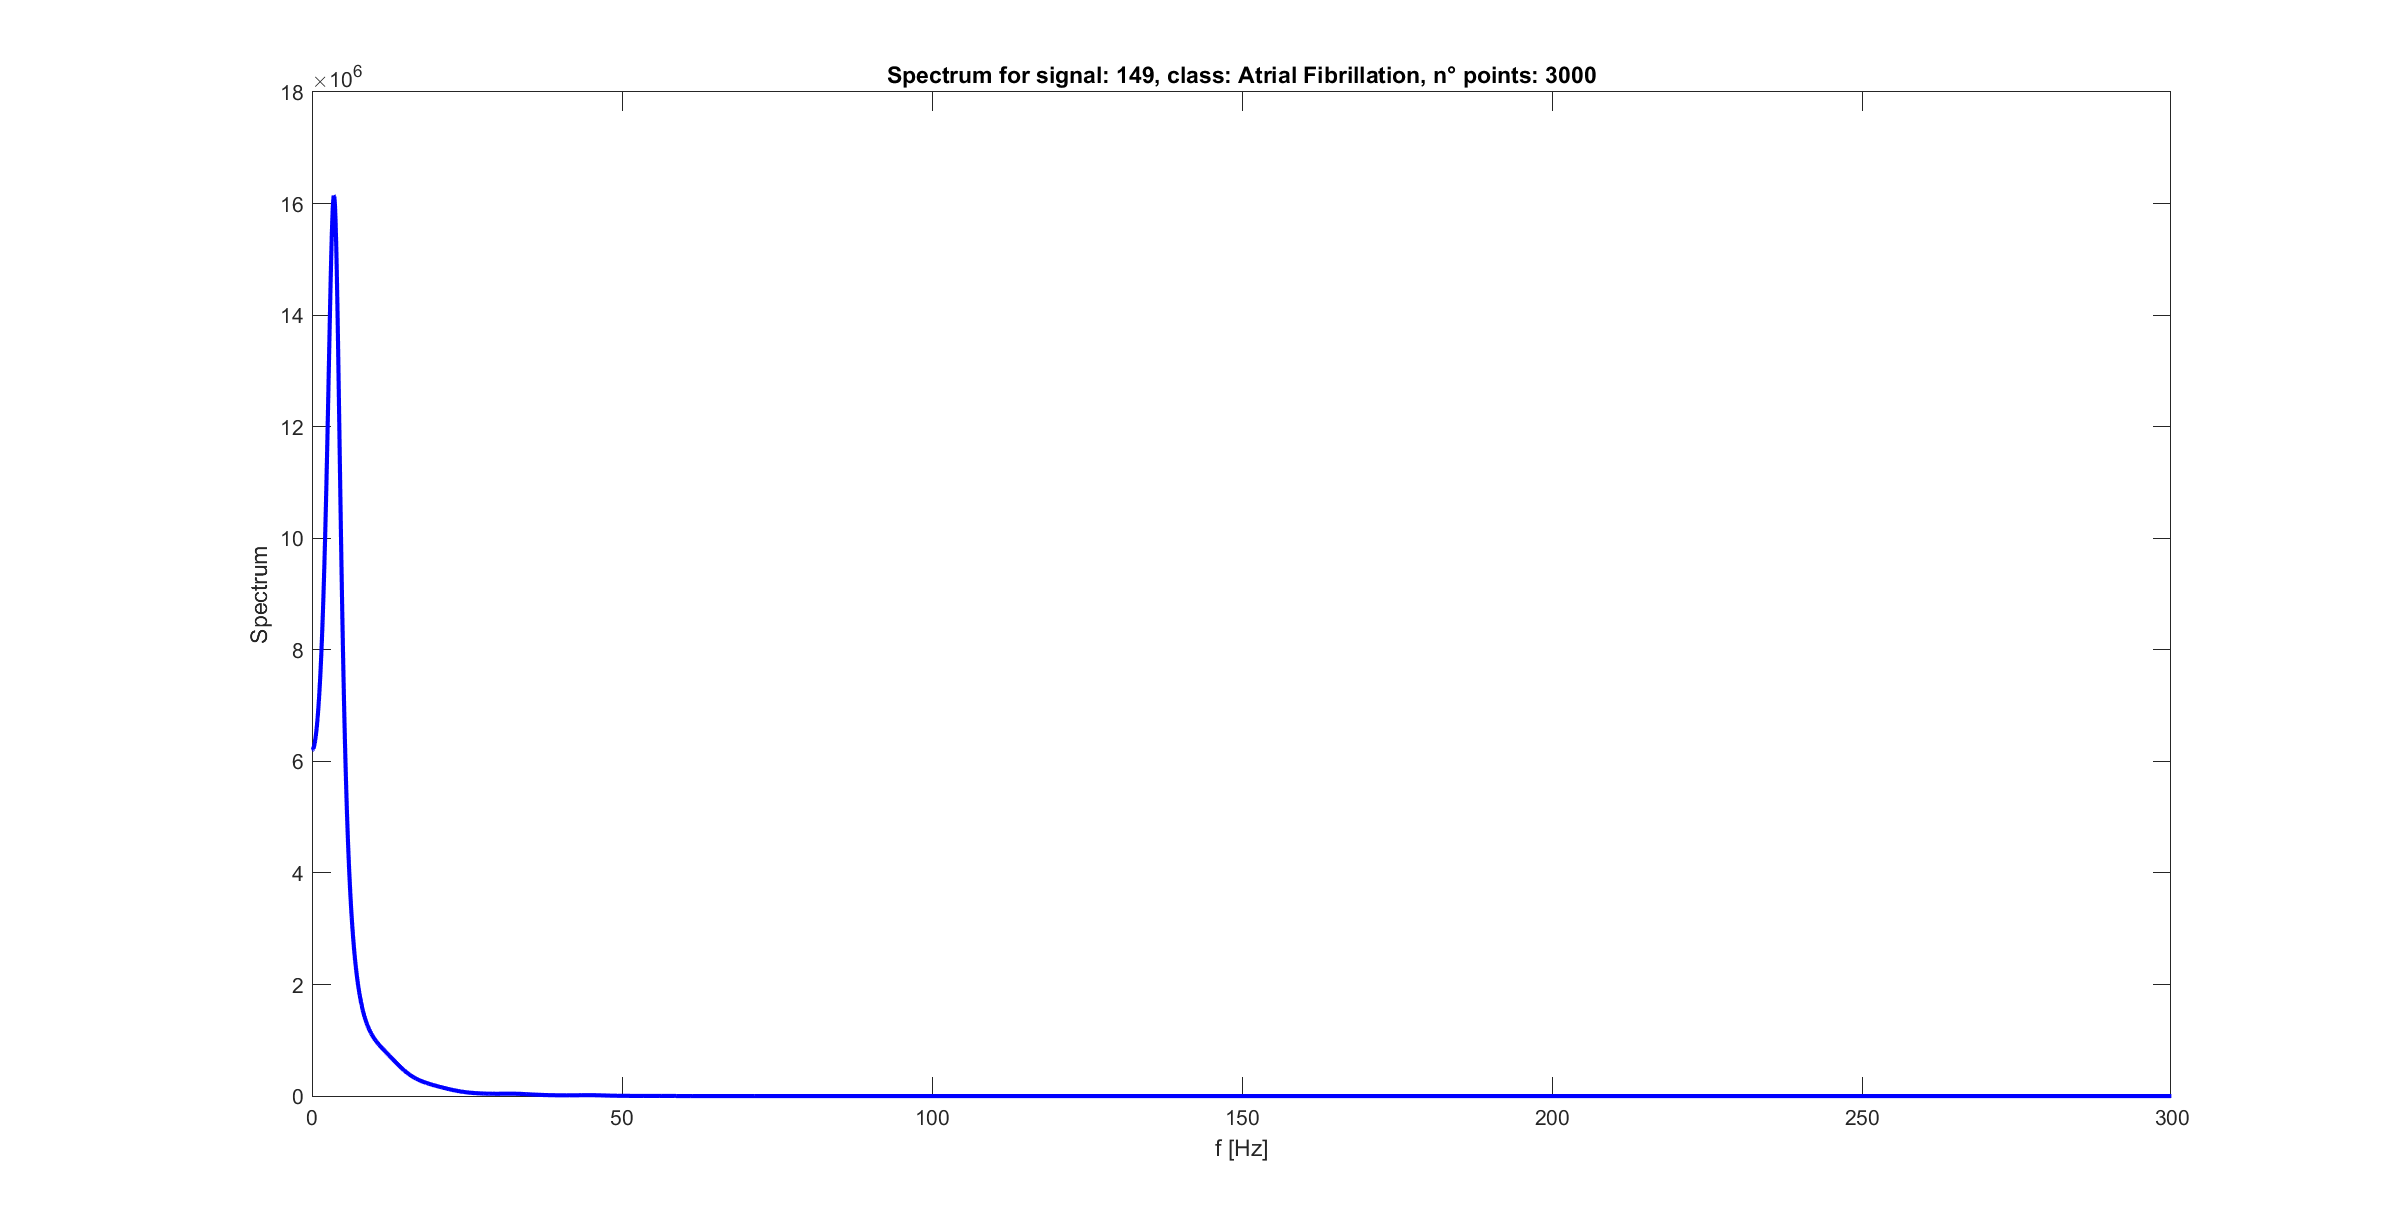 Spectrum for signal: 149, class: Atrial Fibrillation, n° points: 3000
×10^6
18
16
14
12
10
8
6
4
2
0
Spectrum
0 50 100 150 200 250 300
f [Hz]